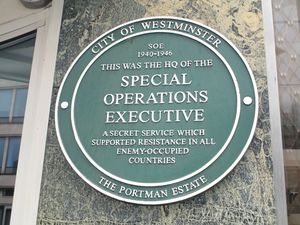 CITY OF WESTMINSTER
SOE
1940-1946
THIS WAS THE HQ OF THE
SPECIAL
OPERATIONS
EXECUTIVE
A SECRET SERVICE WHICH
SUPPORTED RESISTANCE IN ALL
ENEMY-OCCUPIED
COUNTRIES
THE PORTMAN ESTATE